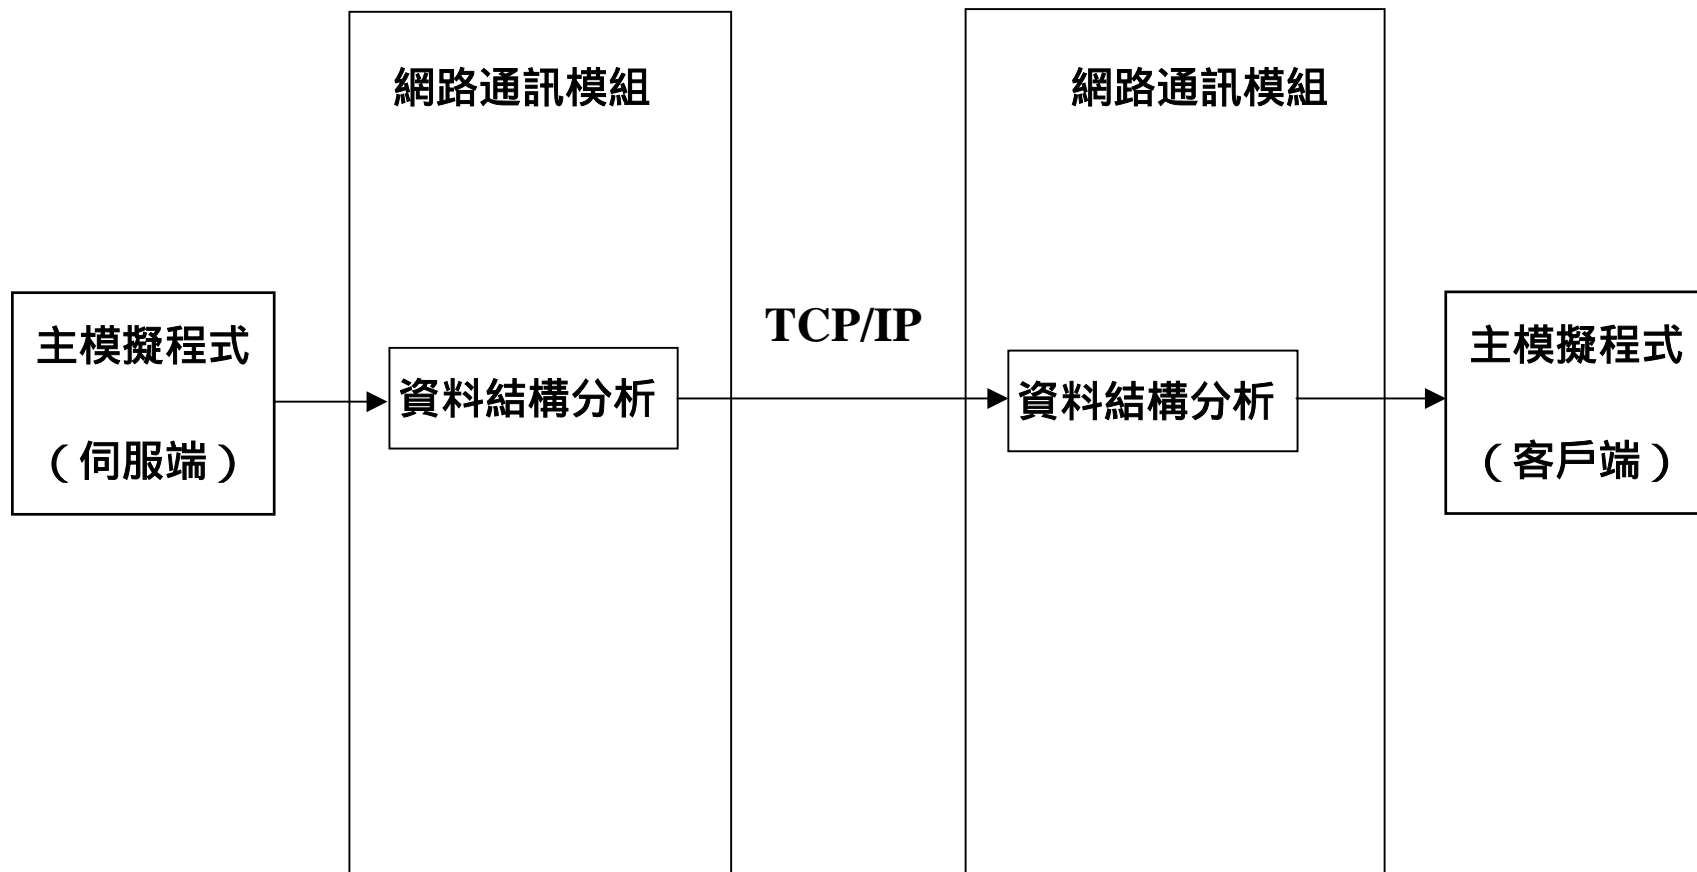 網路通訊模組
網路通訊模組
主模擬程式
（伺服端）
資料結構分析
TCP/IP
資料結構分析
主模擬程式
（客戶端）